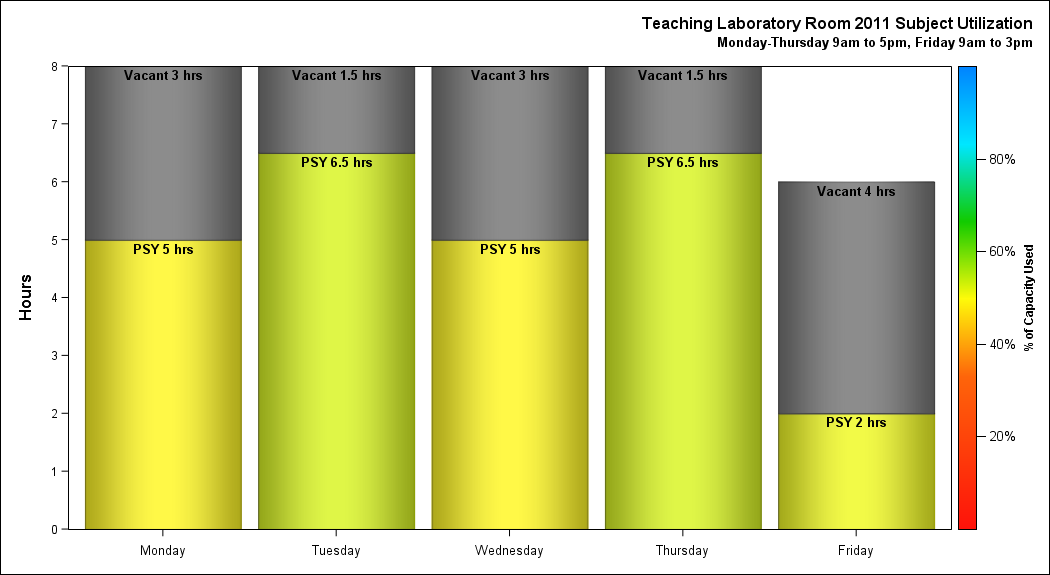 Teaching Laboratory Room 2011 Subject Utilization
Monday-Thursday 9am to 5pm, Friday 9am to 3pm
Hours
8
7
6
5
4
3
2
1
0
Vacant 3 hrs
PSY 5 hrs
Vacant 1.5 hrs
PSY 6.5 hrs
Vacant 3 hrs
PSY 5 hrs
Vacant 1.5 hrs
PSY 6.5 hrs
Vacant 4 hrs
PSY 2 hrs
Monday
Tuesday
Wednesday
Thursday
Friday
80%
60%
40%
20%
% of Capacity Used